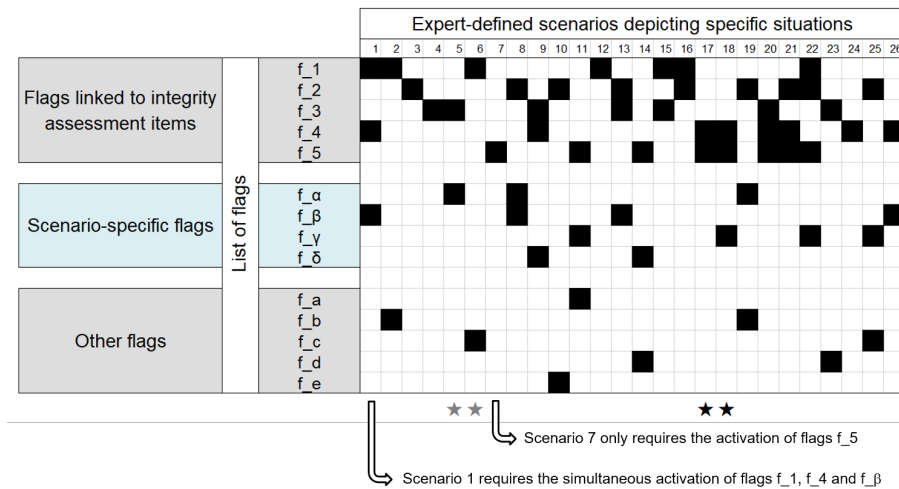 Expert-defined scenarios depicting specific situations
1 2 3 4 5 6 7 8 9 10 11 12 13 14 15 16 17 18 19 20 21 22 23 24 25 26
Flags linked to integrity
assessment items
f_1
f_2
f_3
f_4
f_5
List of flags
Scenario-specific flags
f_α
f_β
f_γ
f_δ
Other flags
f_a
f_b
f_c
f_d
f_e
★ ★ ★ ★
Scenario 7 only requires the activation of flags f_5
Scenario 1 requires the simultaneous activation of flags f_1, f_4 and f_β